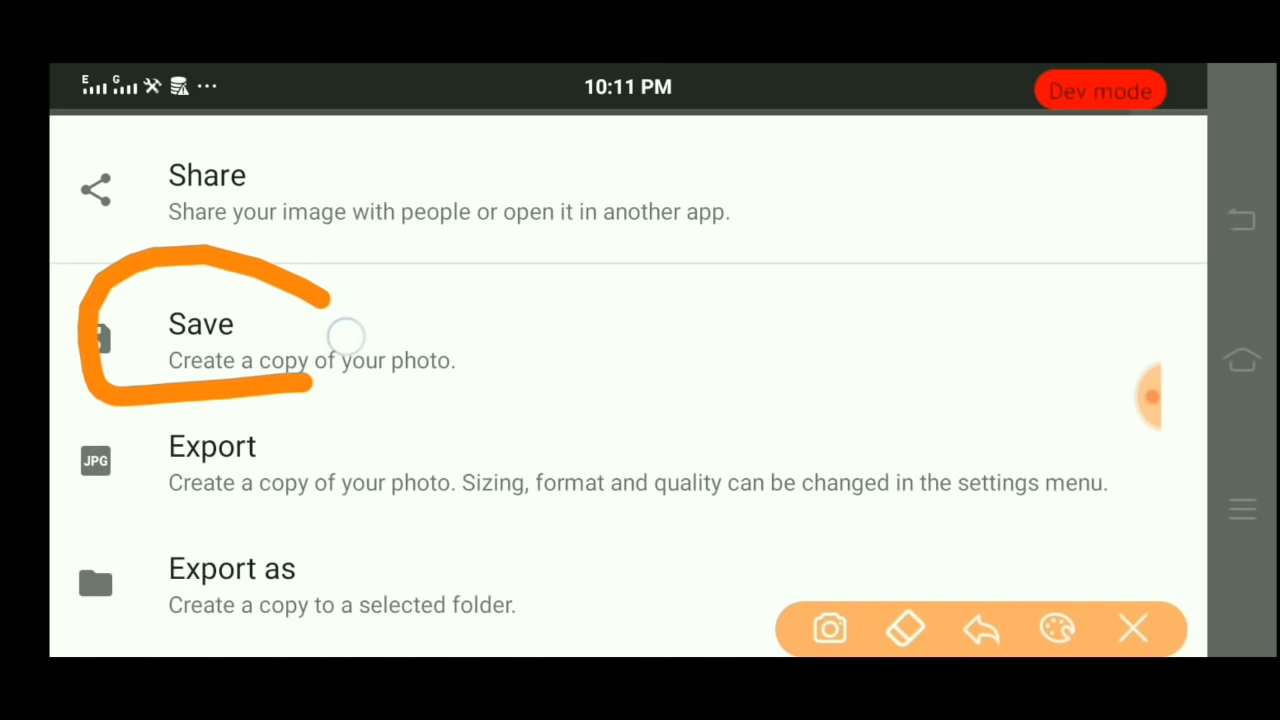 E G 10:11 PM Dev mode
Share
Share your image with people or open it in another app.
Save
Create a copy of your photo.
JPG Export
Create a copy of your photo. Sizing, format and quality can be changed in the settings menu.
Export as
Create a copy to a selected folder.